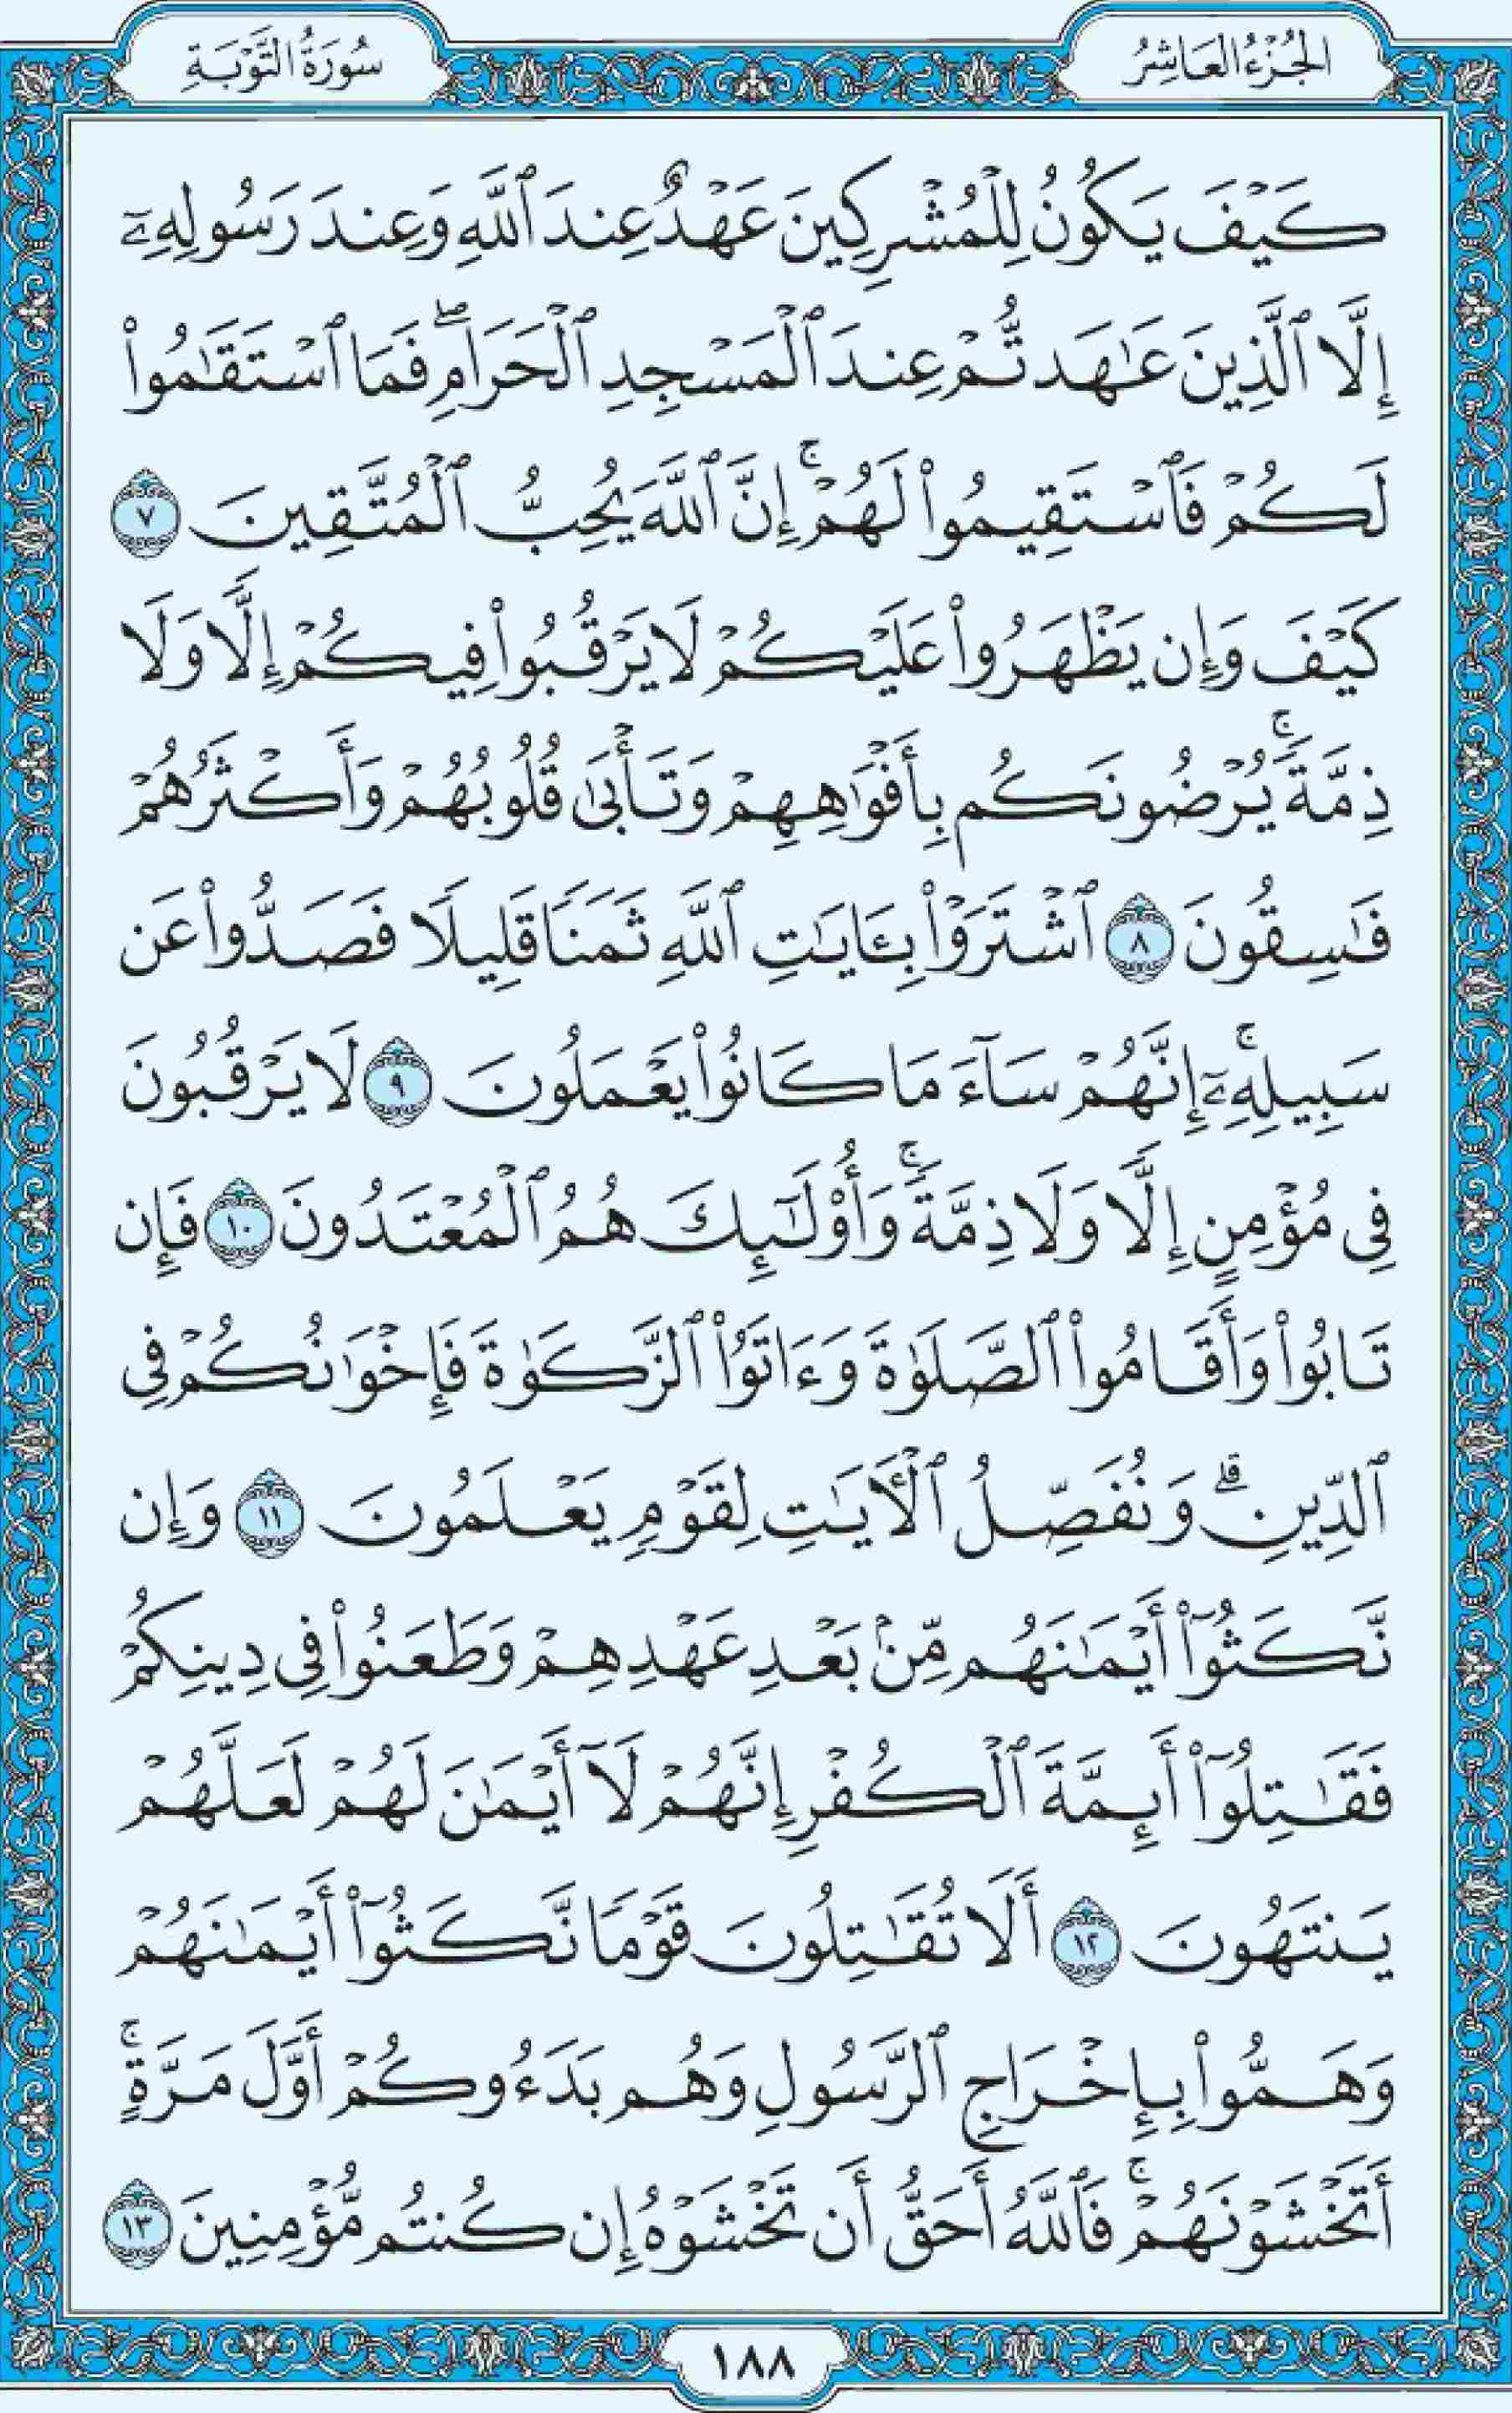 الجُزْءُ العَاشِرُ
سُورَةُ التَّوْبَةِ
كَيْفَ يَكُونُ لِلْمُشْرِكِينَ عَهْدٌ عِندَ ٱللَّهِ وَعِندَ رَسُولِهِۦٓ
إِلَّا ٱلَّذِينَ عَٰهَدتُّمْ عِندَ ٱلْمَسْجِدِ ٱلْحَرَامِ ۖ فَمَا ٱسْتَقَٰمُوا۟
لَكُمْ فَٱسْتَقِيمُوا۟ لَهُمْ ۚ إِنَّ ٱللَّهَ يُحِبُّ ٱلْمُتَّقِينَ ٧
كَيْفَ وَإِن يَظْهَرُوا۟ عَلَيْكُمْ لَا يَرْقُبُوا۟ فِيكُمْ إِلًّا وَلَا
ذِمَّةً ۚ يُرْضُونَكُم بِأَفْوَٰهِهِمْ وَتَأْبَىٰ قُلُوبُهُمْ وَأَكْثَرُهُمْ
فَٰسِقُونَ ٨ ٱشْتَرَوْا۟ بِـَٔايَٰتِ ٱللَّهِ ثَمَنًا قَلِيلًا فَصَدُّوا۟ عَن
سَبِيلِهِۦٓ ۚ إِنَّهُمْ سَآءَ مَا كَانُوا۟ يَعْمَلُونَ ٩ لَا يَرْقُبُونَ
فِى مُؤْمِنٍ إِلًّا وَلَا ذِمَّةً ۚ وَأُو۟لَٰٓئِكَ هُمُ ٱلْمُعْتَدُونَ ١٠ فَإِن
تَابُوا۟ وَأَقَامُوا۟ ٱلصَّلَوٰةَ وَءَاتَوُا۟ ٱلزَّكَوٰةَ فَإِخْوَٰنُكُمْ فِى
ٱلدِّينِ ۗ وَنُفَصِّلُ ٱلْـَٔايَٰتِ لِقَوْمٍ يَعْلَمُونَ ١١ وَإِن
نَّكَثُوٓا۟ أَيْمَٰنَهُم مِّنۢ بَعْدِ عَهْدِهِمْ وَطَعَنُوا۟ فِى دِينِكُمْ
فَقَٰتِلُوٓا۟ أَئِمَّةَ ٱلْكُفْرِ إِنَّهُمْ لَآ أَيْمَٰنَ لَهُمْ لَعَلَّهُمْ
يَنتَهُونَ ١٢ أَلَا تُقَٰتِلُونَ قَوْمًا نَّكَثُوٓا۟ أَيْمَٰنَهُمْ
وَهَمُّوا۟ بِإِخْرَاجِ ٱلرَّسُولِ وَهُم بَدَءُوكُمْ أَوَّلَ مَرَّةٍ ۚ
أَتَخْشَوْنَهُمْ ۚ فَٱللَّهُ أَحَقُّ أَن تَخْشَوْهُ إِن كُنتُم مُّؤْمِنِينَ ١٣
١٨٨